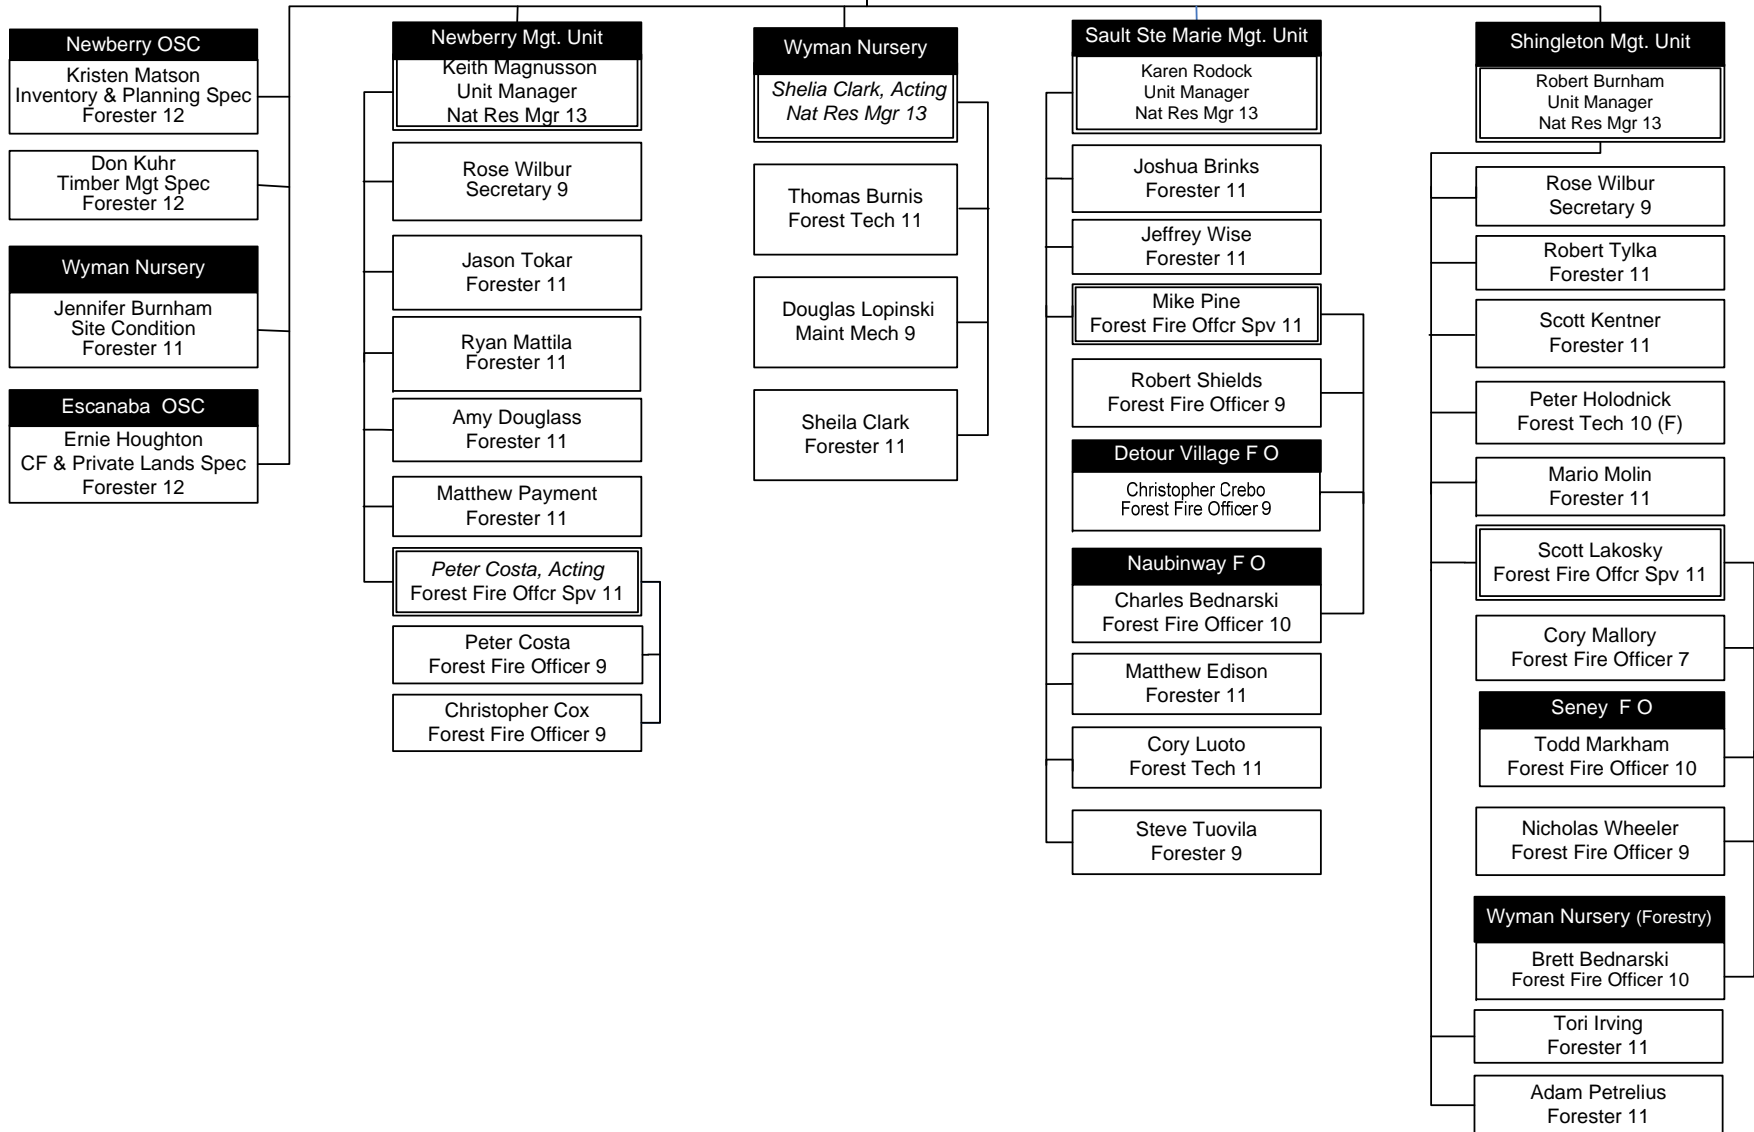 Newberry OSC
Kristen Matson
Inventory & Planning Spec
Forester 12
Don Kuhr
Timber Mgt Spec
Forester 12
Wyman Nursery
Jennifer Burnham
Site Condition
Forester 11
Escanaba OSC
Ernie Houghton
CF & Private Lands Spec
Forester 12
Newberry Mgt. Unit
Keith Magnusson
Unit Manager
Nat Res Mgr 13
Rose Wilbur
Secretary 9
Jason Tokar
Forester 11
Ryan Mattila
Forester 11
Amy Douglass
Forester 11
Matthew Payment
Forester 11
Peter Costa, Acting
Forest Fire Offcr Spv 11
Peter Costa
Forest Fire Officer 9
Christopher Cox
Forest Fire Officer 9
Wyman Nursery
Shelia Clark, Acting
Nat Res Mgr 13
Thomas Burnis
Forest Tech 11
Douglas Lopinski
Maint Mech 9
Sheila Clark
Forester 11
Sault Ste Marie Mgt. Unit
Karen Rodock
Unit Manager
Nat Res Mgr 13
Joshua Brinks
Forester 11
Jeffrey Wise
Forester 11
Mike Pine
Forest Fire Offcr Spv 11
Robert Shields
Forest Fire Officer 9
Detour Village F O
Christopher Crebo
Forest Fire Officer 9
Naubinway F O
Charles Bednarski
Forest Fire Officer 10
Matthew Edison
Forester 11
Cory Luoto
Forest Tech 11
Steve Tuovila
Forester 9
Shingleton Mgt. Unit
Robert Burnham
Unit Manager
Nat Res Mgr 13
Rose Wilbur
Secretary 9
Robert Tylka
Forester 11
Scott Kentner
Forester 11
Peter Holodnick
Forest Tech 10 (F)
Mario Molin
Forester 11
Scott Lakosky
Forest Fire Offcr Spv 11
Cory Mallory
Forest Fire Officer 7
Seney F O
Todd Markham
Forest Fire Officer 10
Nicholas Wheeler
Forest Fire Officer 9
Wyman Nursery (Forestry)
Brett Bednarski
Forest Fire Officer 10
Tori Irving
Forester 11
Adam Petrelius
Forester 11